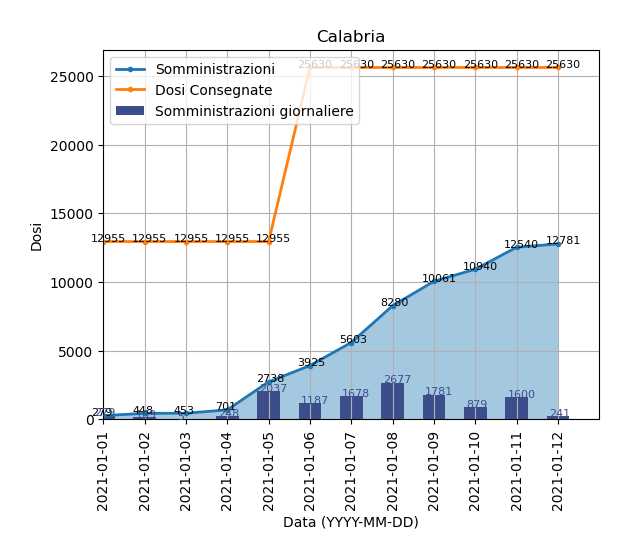 Calabria
Somministrazioni
Dosi Consegnate
Somministrazioni giornaliere
25630 25630 25630 25630 25630 25630 25630
12955 12955 12955 12955 12955
279 448 453 701 2738 3925 5603 8280 10061 10940 12540 12781
2037 1187 1678 2677 1781 879 1600 241
25000
20000
15000
10000
5000
0
Dosi
2021-01-01
2021-01-02
2021-01-03
2021-01-04
2021-01-05
2021-01-06
2021-01-07
2021-01-08
2021-01-09
2021-01-10
2021-01-11
2021-01-12
Data (YYYY-MM-DD)